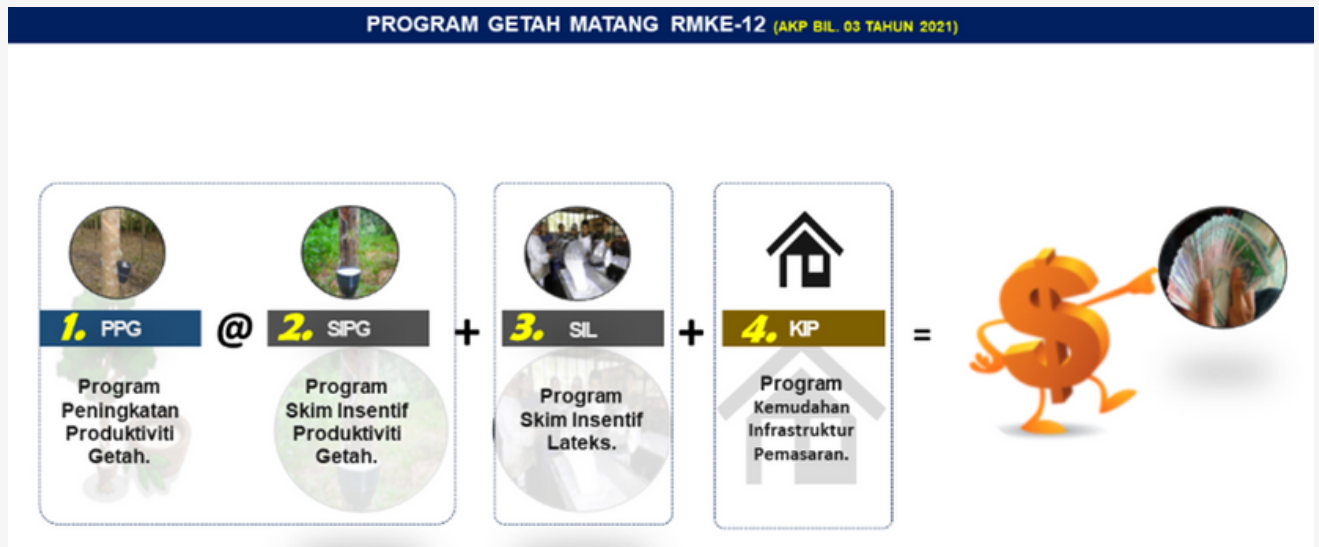 PROGRAM GETAH MATANG RMKE-12 (AKP BIL. 03 TAHUN 2021)
1. PPG
@
2. SIPG
+
3. SIL
+
4. KIP
=
$
Program
Peningkatan
Produktiviti
Getah.
Program
Skim Insentif
Produktiviti
Getah.
Program
Skim Insentif
Lateks.
Program
Kemudahan
Infrastruktur
Pemasaran.